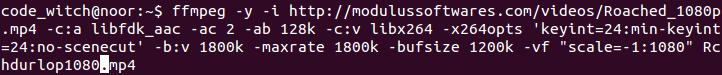 code_witch@noor:~$ ffmpeg -y -i http://modulussoftwares.com/videos/Roached_1080p
.mp4 -c:a libfdk_aac -ac 2 -ab 128k -c:v libx264 -x264opts 'keyint=24:min-keyint
=24:no-scenecut' -b:v 1800k -maxrate 1800k -bufsize 1200k -vf "scale=-1:1080" Rc
hdurlop1080.mp4